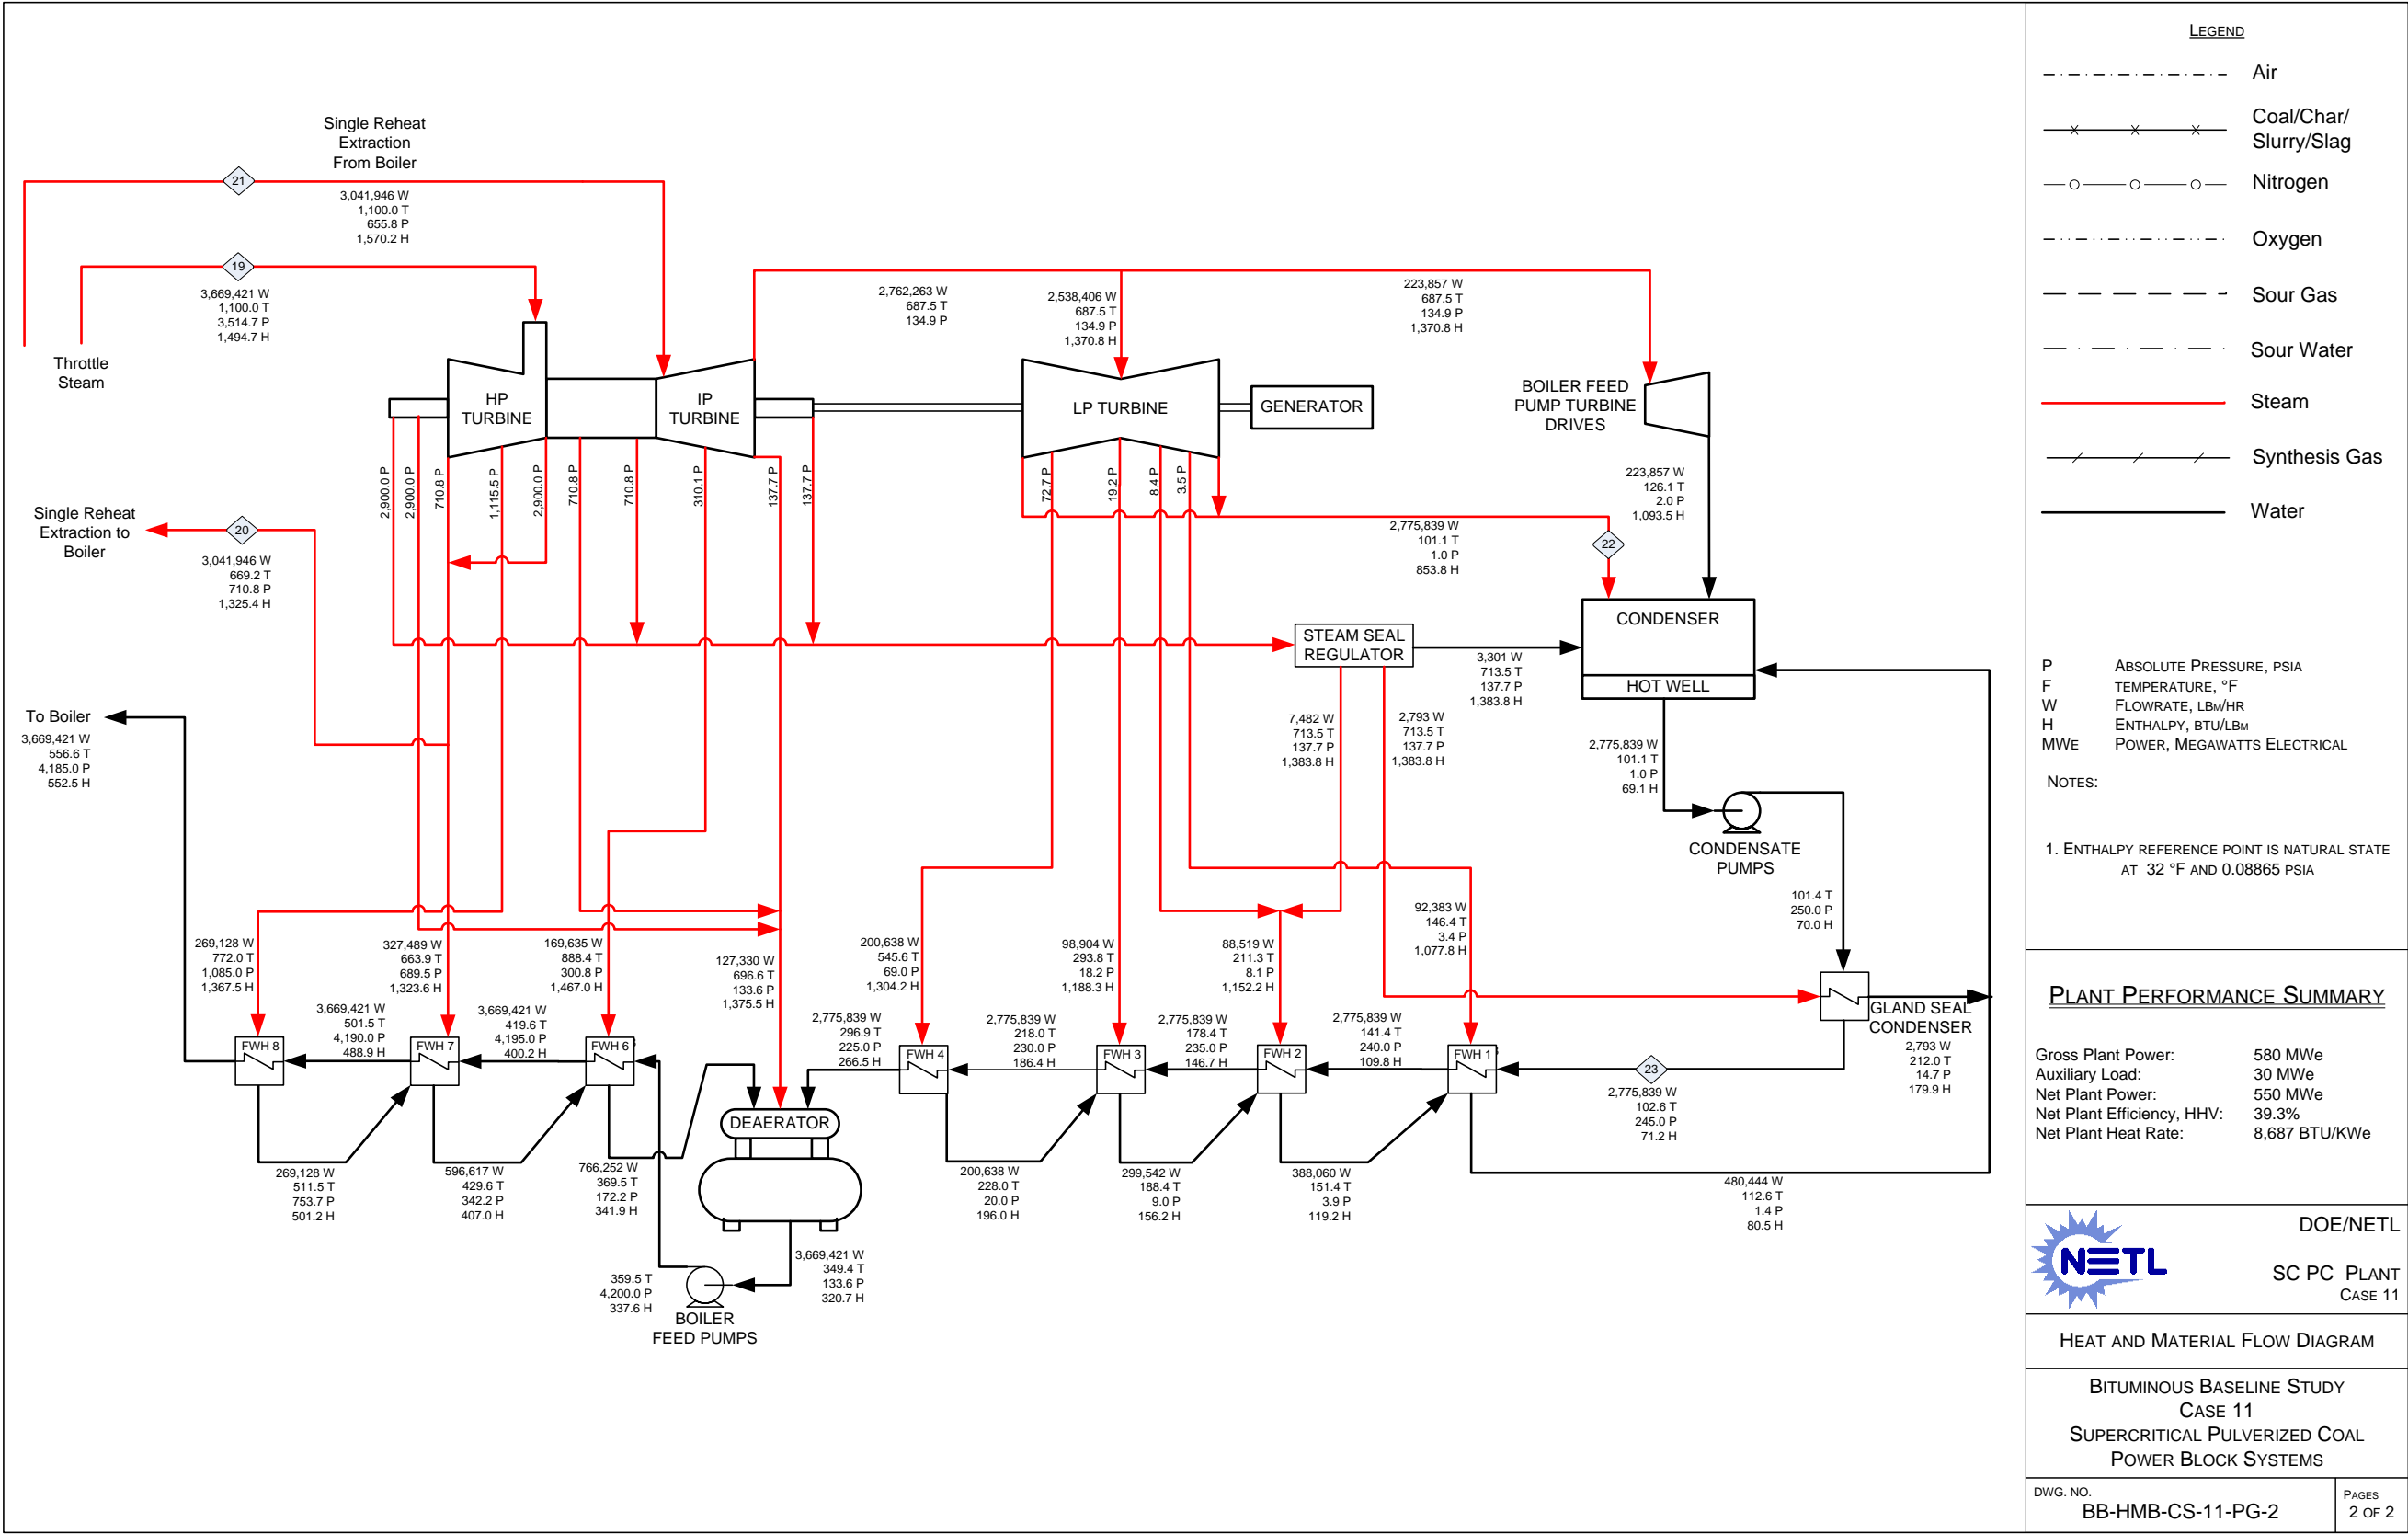 Single Reheat
Extraction
From Boiler
21
3,041,946 W
1,100.0 T
655.8 P
1,570.2 H
19
3,669,421 W
1,100.0 T
3,514.7 P
1,494.7 H
Throttle
Steam
2,762,263 W
687.5 T
134.9 P
2,538,406 W
687.5 T
134.9 P
1,370.8 H
223,857 W
687.5 T
134.9 P
1,370.8 H
HP
TURBINE
IP
TURBINE
LP TURBINE
GENERATOR
BOILER FEED
PUMP TURBINE
DRIVES
2,900.0 P
2,900.0 P
710.8 P
1,115.5 P
2,900.0 P
710.8 P
710.8 P
310.1 P
137.7 P
137.7 P
72.7 P
19.2 P
8.4 P
3.5 P
223,857 W
126.1 T
2.0 P
1,093.5 H
Single Reheat
Extraction to
Boiler
20
3,041,946 W
669.2 T
710.8 P
1,325.4 H
2,775,839 W
101.1 T
1.0 P
853.8 H
22
STEAM SEAL
REGULATOR
3,301 W
713.5 T
137.7 P
1,383.8 H
CONDENSER
HOT WELL
7,482 W
713.5 T
137.7 P
1,383.8 H
2,793 W
713.5 T
137.7 P
1,383.8 H
2,775,839 W
101.1 T
1.0 P
69.1 H
CONDENSATE
PUMPS
101.4 T
250.0 P
70.0 H
To Boiler
3,669,421 W
556.6 T
4,185.0 P
552.5 H
269,128 W
772.0 T
1,085.0 P
1,367.5 H
327,489 W
663.9 T
689.5 P
1,323.6 H
169,635 W
888.4 T
300.8 P
1,467.0 H
127,330 W
696.6 T
133.6 P
1,375.5 H
200,638 W
545.6 T
69.0 P
1,304.2 H
98,904 W
293.8 T
18.2 P
1,188.3 H
88,519 W
211.3 T
8.1 P
1,152.2 H
92,383 W
146.4 T
3.4 P
1,077.8 H
3,669,421 W
501.5 T
4,190.0 P
488.9 H
3,669,421 W
419.6 T
4,195.0 P
400.2 H
2,775,839 W
296.9 T
225.0 P
266.5 H
2,775,839 W
218.0 T
230.0 P
186.4 H
2,775,839 W
178.4 T
235.0 P
146.7 H
2,775,839 W
141.4 T
240.0 P
109.8 H
FWH 8
FWH 7
FWH 6
FWH 4
FWH 3
FWH 2
FWH 1
23
2,775,839 W
102.6 T
245.0 P
71.2 H
GLAND SEAL
CONDENSER
2,793 W
212.0 T
14.7 P
179.9 H
DEAERATOR
269,128 W
511.5 T
753.7 P
501.2 H
596,617 W
429.6 T
342.2 P
407.0 H
766,252 W
369.5 T
172.2 P
341.9 H
200,638 W
228.0 T
20.0 P
196.0 H
299,542 W
188.4 T
9.0 P
156.2 H
388,060 W
151.4 T
3.9 P
119.2 H
480,444 W
112.6 T
1.4 P
80.5 H
359.5 T
4,200.0 P
337.6 H
3,669,421 W
349.4 T
133.6 P
320.7 H
BOILER
FEED PUMPS
LEGEND
Air
Coal/Char/
Slurry/Slag
Nitrogen
Oxygen
Sour Gas
Sour Water
Steam
Synthesis Gas
Water
P ABSOLUTE PRESSURE, PSIA
F TEMPERATURE, °F
W FLOWRATE, LBM/HR
H ENTHALPY, BTU/LBM
MWE POWER, MEGAWATTS ELECTRICAL
NOTES:
1. ENTHALPY REFERENCE POINT IS NATURAL STATE
AT 32 °F AND 0.08865 PSIA
PLANT PERFORMANCE SUMMARY
Gross Plant Power: 580 MWe
Auxiliary Load: 30 MWe
Net Plant Power: 550 MWe
Net Plant Efficiency, HHV: 39.3%
Net Plant Heat Rate: 8,687 BTU/KWe
NETL
DOE/NETL
SC PC PLANT
CASE 11
HEAT AND MATERIAL FLOW DIAGRAM
BITUMINOUS BASELINE STUDY
CASE 11
SUPERCRITICAL PULVERIZED COAL
POWER BLOCK SYSTEMS
DWG. NO.
BB-HMB-CS-11-PG-2
PAGES
2 OF 2